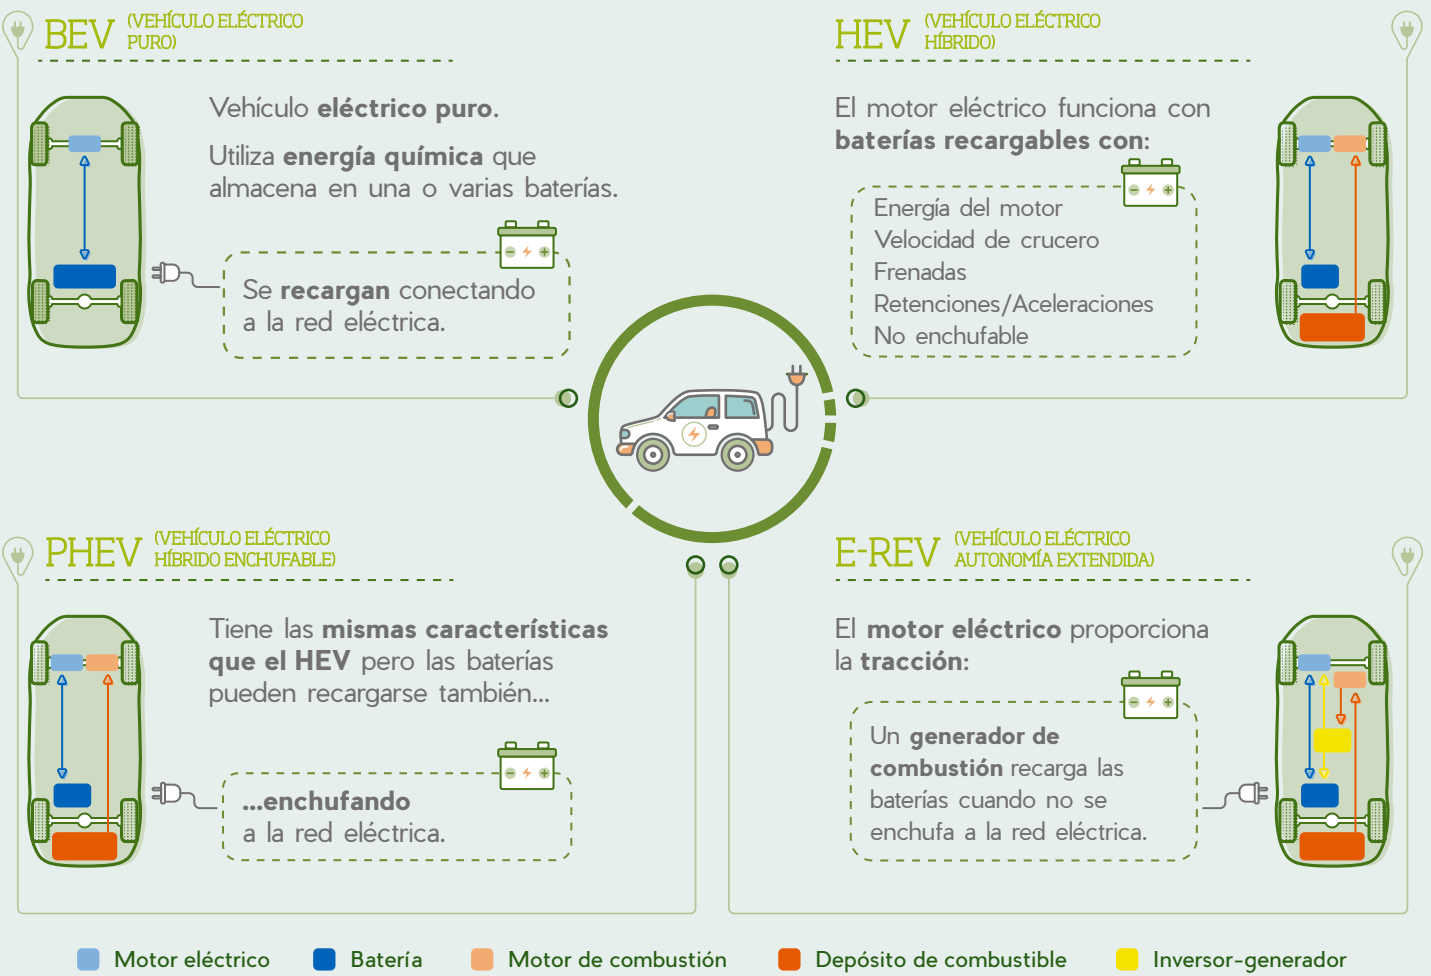 BEV (VEHÍCULO ELÉCTRICO
PURO)
Vehículo eléctrico puro.
Utiliza energía química que
almacena en una o varias baterías.
Se recargan conectando
a la red eléctrica.
HEV (VEHÍCULO ELÉCTRICO
HÍBRIDO)
El motor eléctrico funciona con
baterías recargables con:
Energía del motor
Velocidad de crucero
Frenadas
Retenciones/Aceleraciones
No enchufable
PHEV (VEHÍCULO ELÉCTRICO
HÍBRIDO ENCHUFABLE)
Tiene las mismas características
que el HEV pero las baterías
pueden recargarse también...
...enchufando
a la red eléctrica.
E-REV (VEHÍCULO ELÉCTRICO
AUTONOMÍA EXTENDIDA)
El motor eléctrico proporciona
la tracción:
Un generador de
combustión recarga las
baterías cuando no se
enchufa a la red eléctrica.
Motor eléctrico Batería Motor de combustión Depósito de combustible Inversor-generador